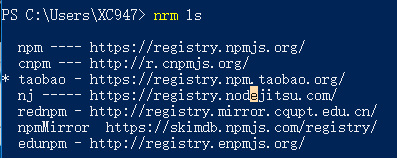 PS C:\Users\XC947> nrm ls
npm ---- https://registry.npmjs.org/
cnpm --- http://r.cnpmjs.org/
* taobao - https://registry.npm.taobao.org/
nj ----- https://registry.nodejitsu.com/
rednpm - http://registry.mirror.cqupt.edu.cn/
npmMirror  https://skimdb.npmjs.com/registry/
edunpm - http://registry.enpmjs.org/